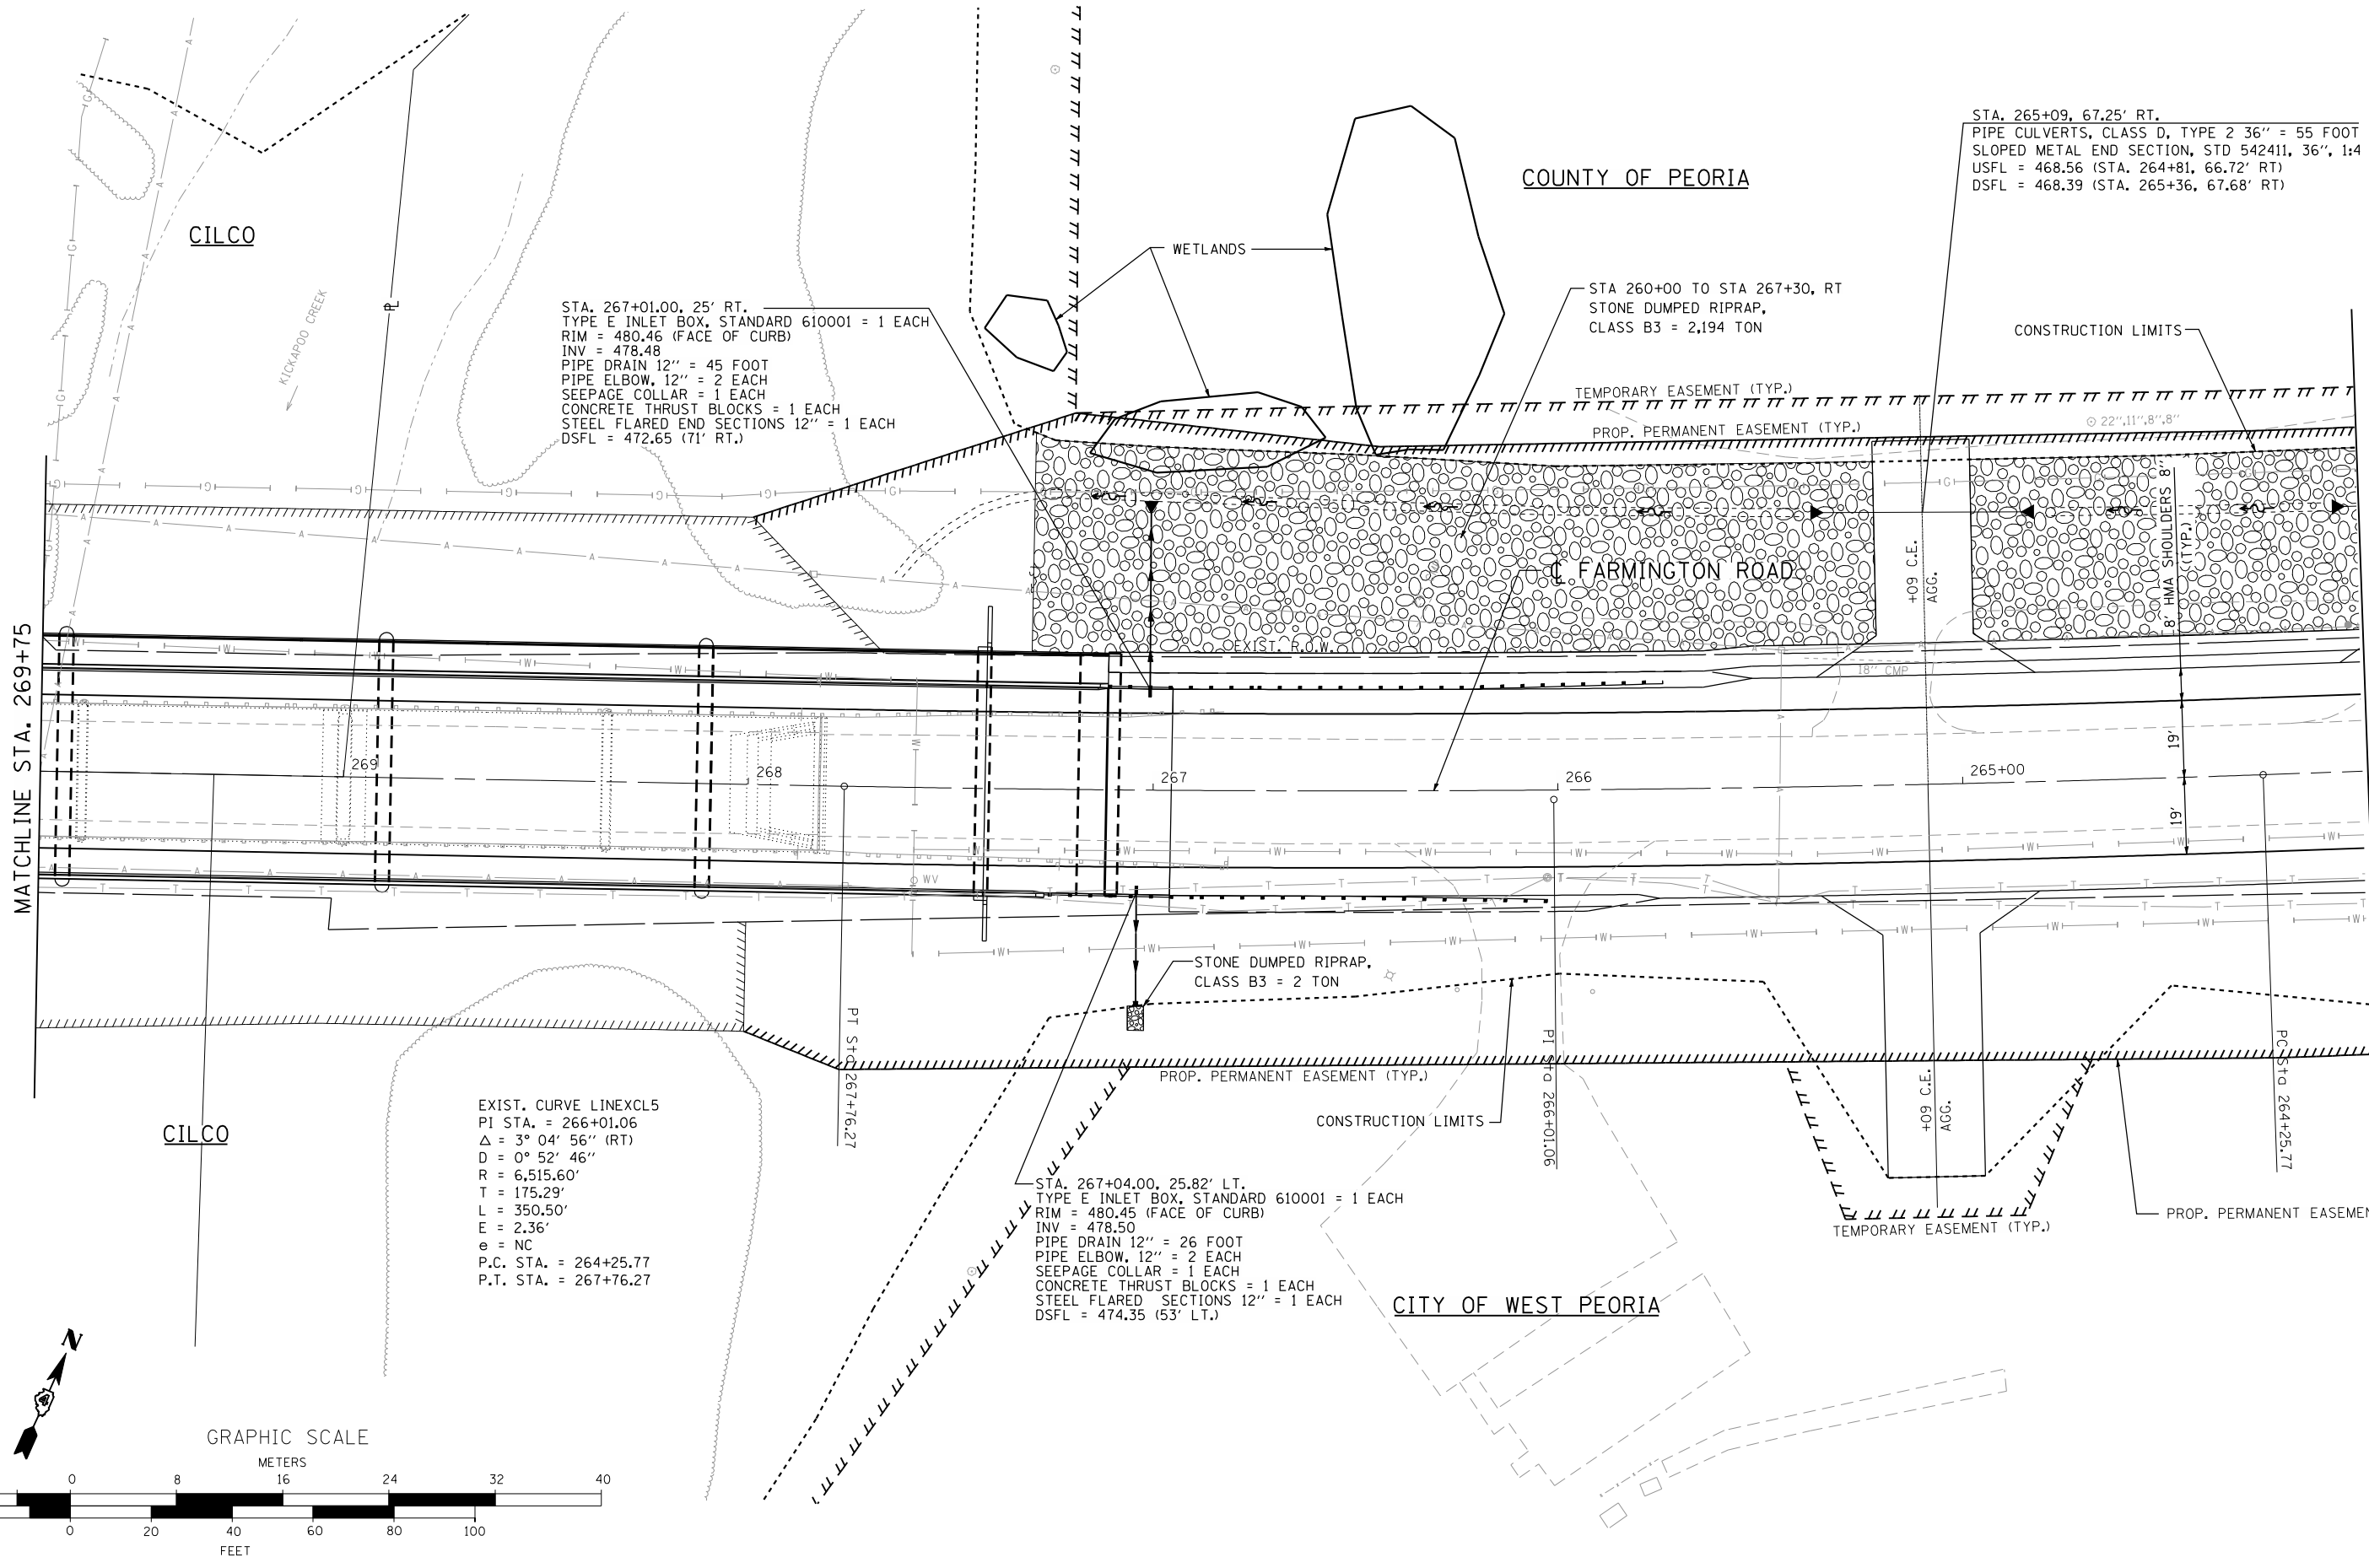 STA. 265+09, 67.25' RT.
PIPE CULVERTS, CLASS D, TYPE 2 36'' = 55 FOOT
SLOPED METAL END SECTION, STD 542411, 36'', 1:4
USFL = 468.56 (STA. 264+81, 66.72' RT)
DSFL = 468.39 (STA. 265+36, 67.68' RT)
COUNTY OF PEORIA
CILCO
WETLANDS
KICKAPOO CREEK
PL
STA. 267+01.00, 25' RT.
TYPE E INLET BOX, STANDARD 610001 = 1 EACH
RIM = 480.46 (FACE OF CURB)
INV = 478.48
PIPE DRAIN 12'' = 45 FOOT
PIPE ELBOW, 12'' = 2 EACH
SEEPAGE COLLAR = 1 EACH
CONCRETE THRUST BLOCKS = 1 EACH
STEEL FLARED END SECTIONS 12'' = 1 EACH
DSFL = 472.65 (71' RT.)
STA 260+00 TO STA 267+30, RT
STONE DUMPED RIPRAP,
CLASS B3 = 2,194 TON
CONSTRUCTION LIMITS
TEMPORARY EASEMENT (TYP.)
PROP. PERMANENT EASEMENT (TYP.)
22'',11'',8'',8''
8' HMA SHOULDERS 8''
(TYP.)
℄ FARMINGTON ROAD
+09 C.E.
AGG.
EXIST. R.O.W.
18'' CMP
MATCHLINE STA. 269+75
269
268
267
266
265+00
19'
19'
WV
STONE DUMPED RIPRAP,
CLASS B3 = 2 TON
PT Sta 267+76.27
PI Sta 266+01.06
PC Sta 264+25.77
PROP. PERMANENT EASEMENT (TYP.)
CONSTRUCTION LIMITS
+09 C.E.
AGG.
CILCO
EXIST. CURVE LINEXCL5
PI STA. = 266+01.06
Δ = 3° 04' 56'' (RT)
D = 0° 52' 46''
R = 6,515.60'
T = 175.29'
L = 350.50'
E = 2.36'
e = NC
P.C. STA. = 264+25.77
P.T. STA. = 267+76.27
STA. 267+04.00, 25.82' LT.
TYPE E INLET BOX, STANDARD 610001 = 1 EACH
RIM = 480.45 (FACE OF CURB)
INV = 478.50
PIPE DRAIN 12'' = 26 FOOT
PIPE ELBOW, 12'' = 2 EACH
SEEPAGE COLLAR = 1 EACH
CONCRETE THRUST BLOCKS = 1 EACH
STEEL FLARED SECTIONS 12'' = 1 EACH
DSFL = 474.35 (53' LT.)
TEMPORARY EASEMENT (TYP.)
PROP. PERMANENT
CITY OF WEST PEORIA
N
GRAPHIC SCALE
METERS
0 8 16 24 32 40
0 20 40 60 80 100
FEET